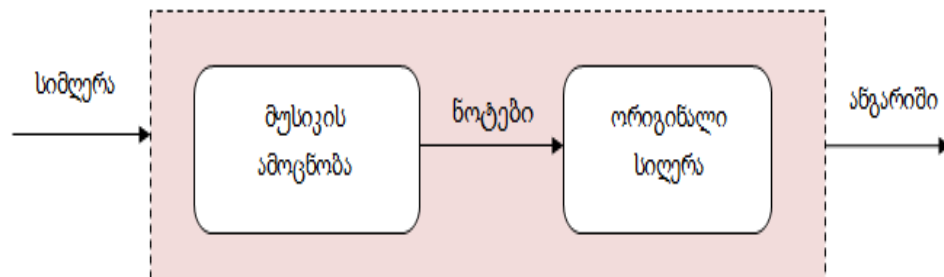 სიმღერა
მუსიკის
ამოცნობა
ნოტები
ორიგინალი
სიღერა
ანგარიში